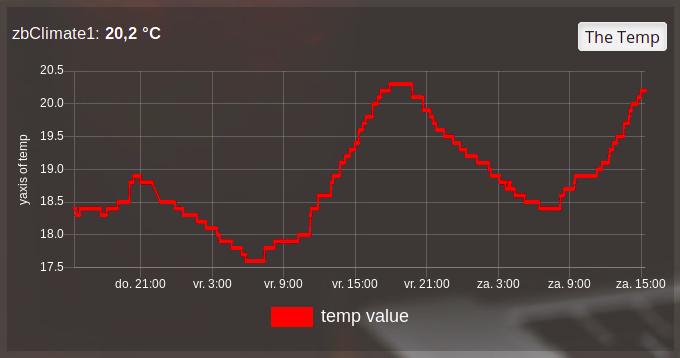 zbClimate1: 20,2 °C
The Temp
20.5
20.0
19.5
19.0
18.5
18.0
17.5
yaxis of temp
do. 21:00 vr. 3:00 vr. 9:00 vr. 15:00 vr. 21:00 za. 3:00 za. 9:00 za. 15:00
temp value